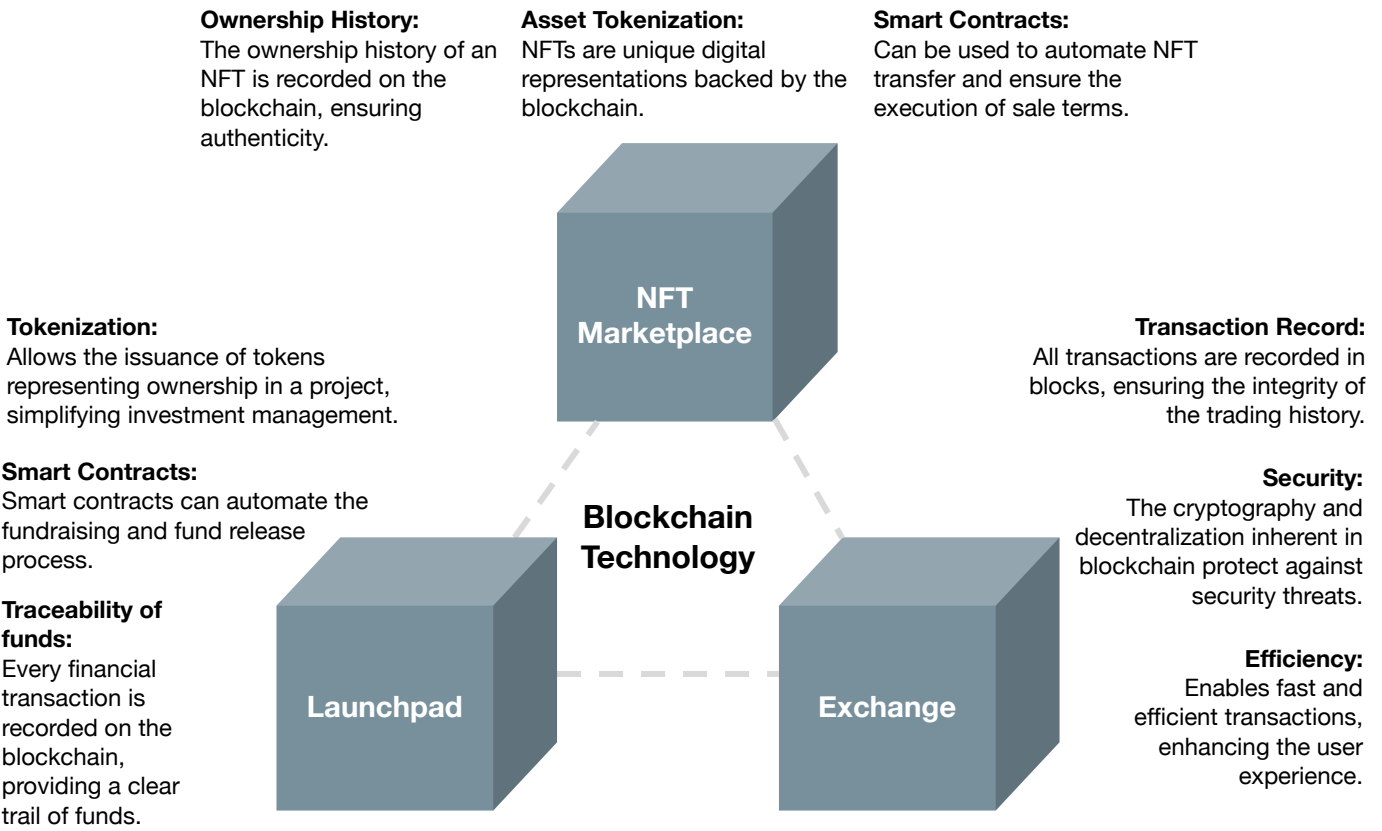 Ownership History:
The ownership history of an
NFT is recorded on the
blockchain, ensuring
authenticity.
Asset Tokenization:
NFTs are unique digital
representations backed by the
blockchain.
Smart Contracts:
Can be used to automate NFT
transfer and ensure the
execution of sale terms.
NFT
Marketplace
Tokenization:
Allows the issuance of tokens
representing ownership in a project,
simplifying investment management.
Smart Contracts:
Smart contracts can automate the
fundraising and fund release
process.
Traceability of
funds:
Every financial
transaction is
recorded on the
blockchain,
providing a clear
trail of funds.
Blockchain
Technology
Launchpad
Exchange
Transaction Record:
All transactions are recorded in
blocks, ensuring the integrity of
the trading history.
Security:
The cryptography and
decentralization inherent in
blockchain protect against
security threats.
Efficiency:
Enables fast and
efficient transactions,
enhancing the user
experience.